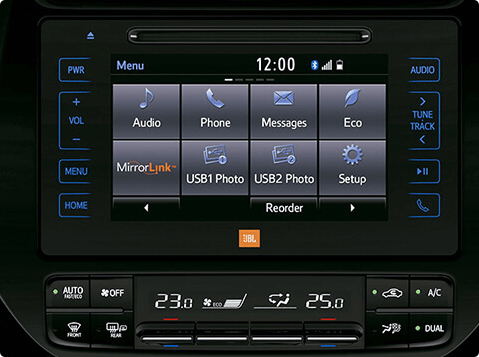 PWR
AUDIO
Menu
12:00
+
VOL
−
TUNE
TRACK
Audio
Phone
Messages
Eco
MirrorLink™
USB1 Photo
USB2 Photo
Setup
MENU
HOME
Reorder
JBL
AUTO
FAST/ECO
OFF
23.0
ECO
25.0
A/C
FRONT
REAR
DUAL